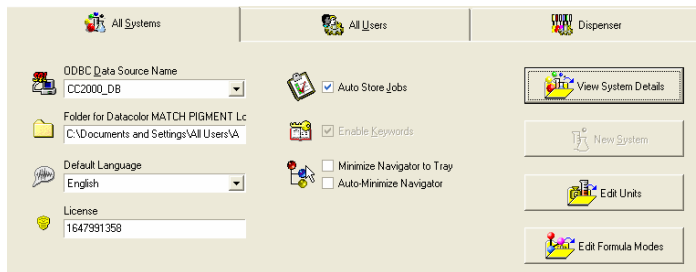 All Systems
All Users
Dispenser
ODBC Data Source Name
CC2000_DB
Folder for Datacolor MATCH PIGMENT Lc
C:\Documents and Settings\All Users\A
Default Language
English
License
1647991358
Auto Store Jobs
Enable Keywords
Minimize Navigator to Tray
Auto-Minimize Navigator
View System Details
New System
Edit Units
Edit Formula Modes